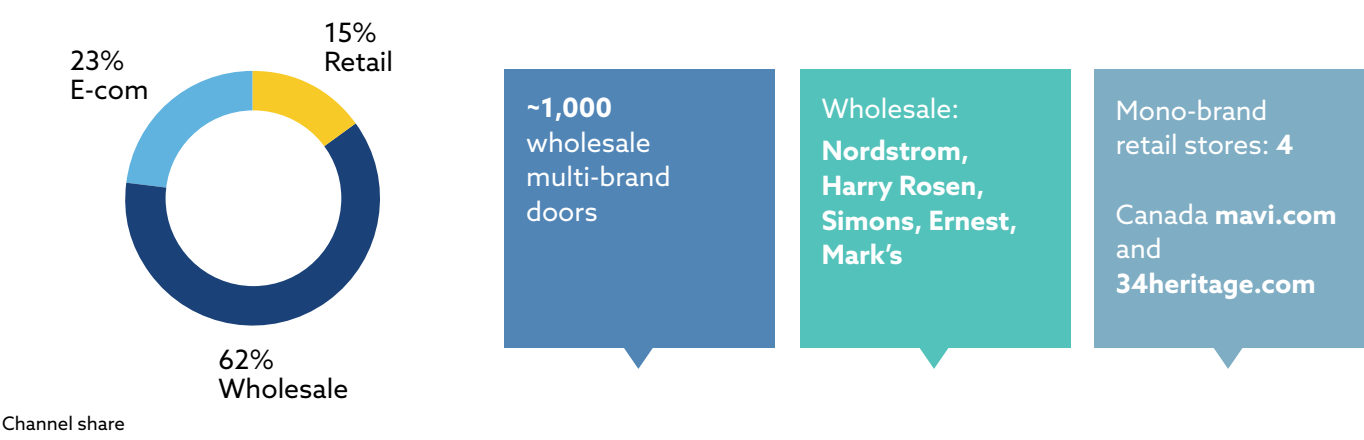 15%
Retail
23%
E-com
62%
Wholesale
Channel share
~1,000
wholesale
multi-brand
doors
Wholesale:
Nordstrom,
Harry Rosen,
Simons, Ernest,
Mark's
Mono-brand
retail stores: 4
Canada mavi.com
and
34heritage.com